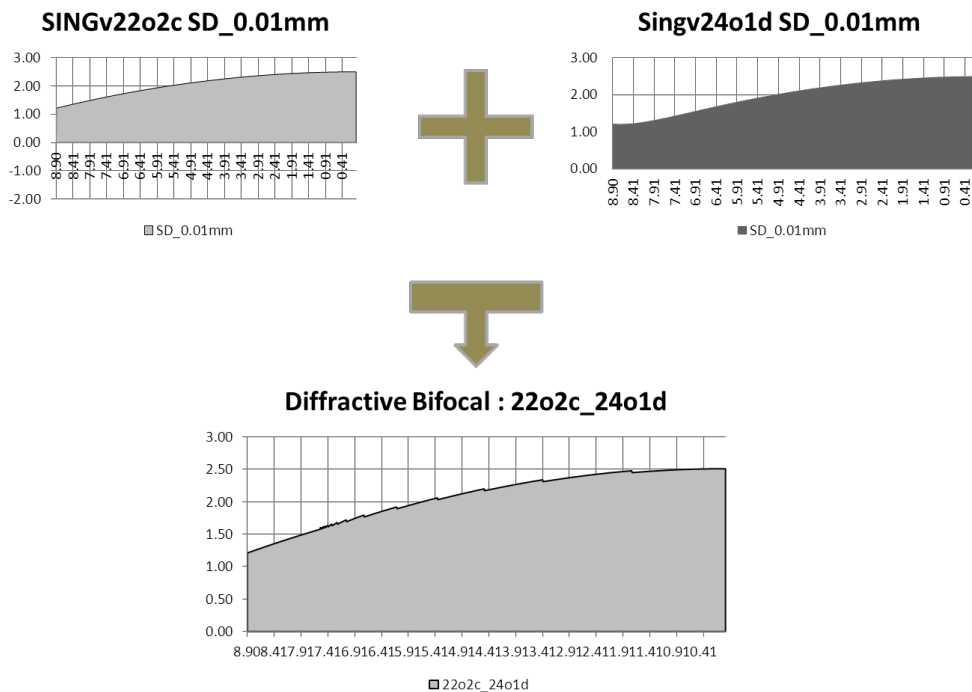 SINGv22o2c SD_0.01mm
3.00
2.00
1.00
0.00
-1.00
-2.00
8.90 8.41 7.91 7.41 6.91 6.41 5.91 5.41 4.91 4.41 3.91 3.41 2.91 2.41 1.91 1.41 0.91 0.41
SD_0.01mm
Singv24o1d SD_0.01mm
3.00
2.00
1.00
0.00
8.90 8.41 7.91 7.41 6.91 6.41 5.91 5.41 4.91 4.41 3.91 3.41 2.91 2.41 1.91 1.41 0.91 0.41
SD_0.01mm
Diffractive Bifocal : 22o2c_24o1d
3.00
2.50
2.00
1.50
1.00
0.50
0.00
8.908.417.917.416.916.415.915.414.914.413.913.412.912.411.911.410.910.41
22o2c_24o1d